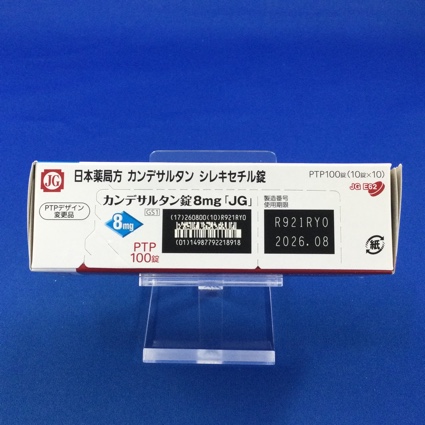 JG
日本薬局方 カンデサルタン シレキセチル錠
PTP100錠(10錠×10)
JG E62
PTPデザイン
変更品
カンデサルタン錠8mg「JG」
8mg
GS1
(17)260800(10)R921RY0
(01)14987792218918
PTP
100錠
製造番号
使用期限
R921RY0
2026.08
紙